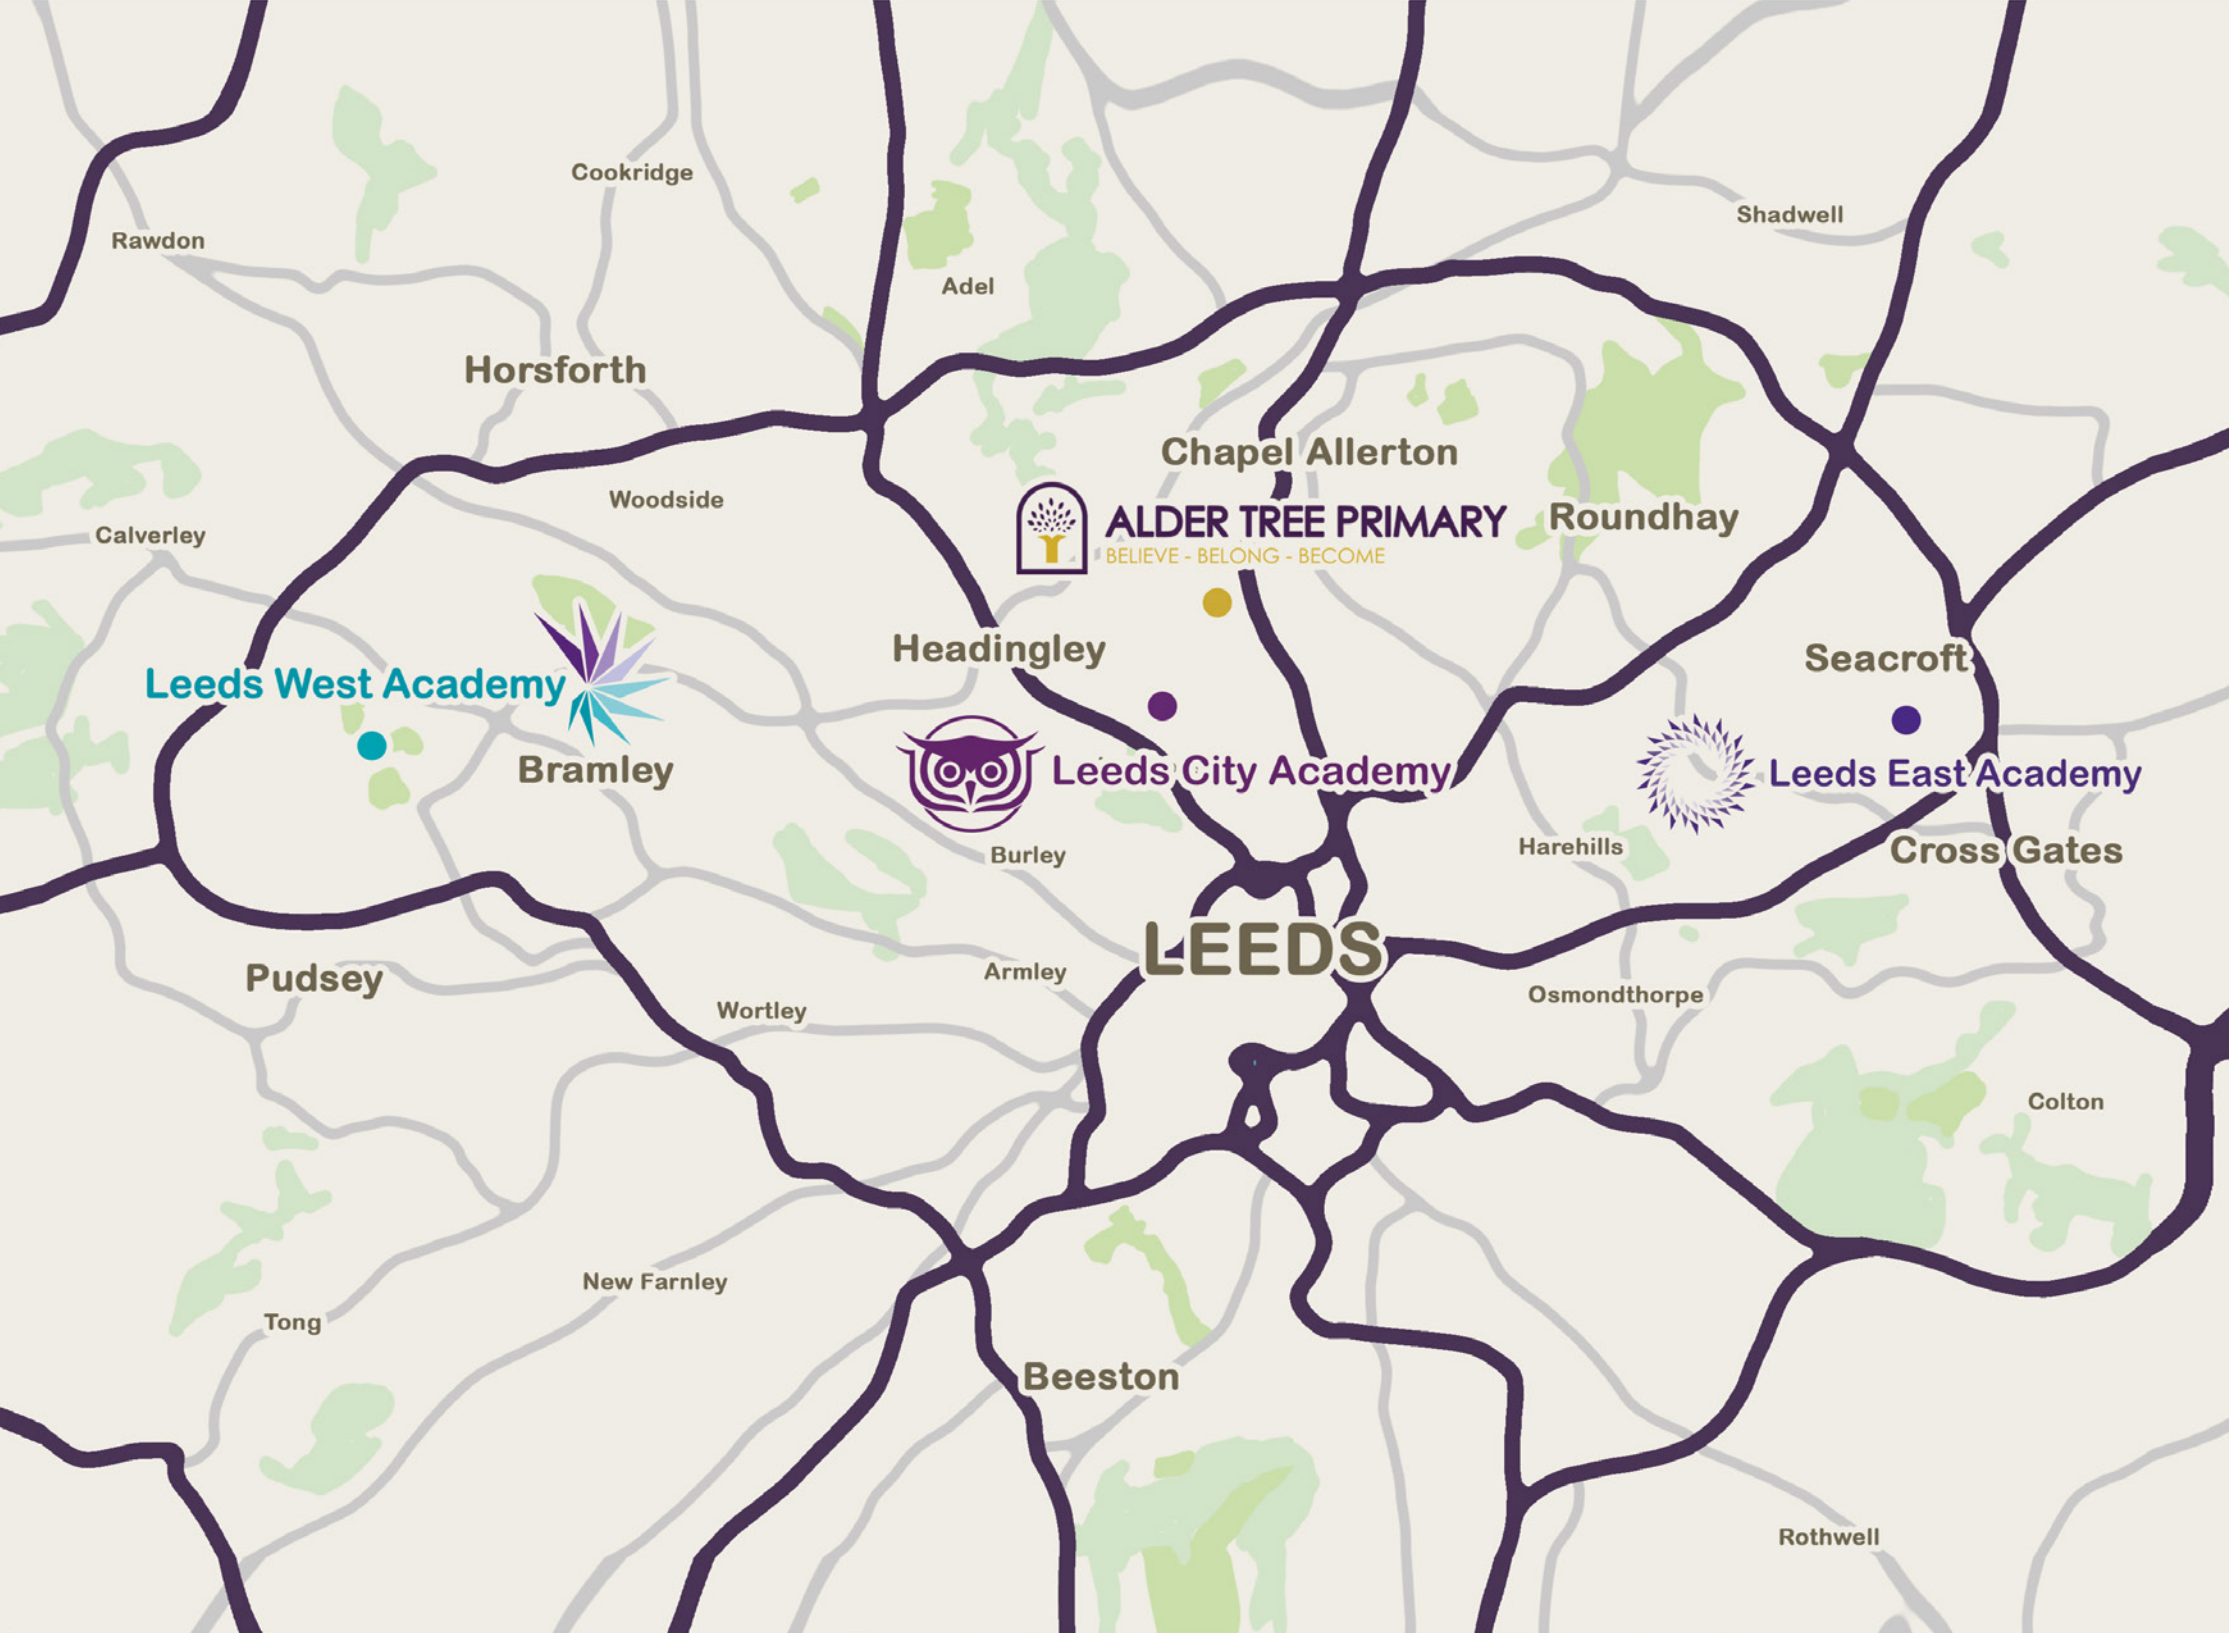 Cookridge
Shadwell
Rawdon
Adel
Horsforth
Chapel Allerton
Woodside
Roundhay
ALDER TREE PRIMARY
BELIEVE - BELONG - BECOME
Calverley
Headingley
Seacroft
Leeds West Academy
Bramley
Leeds City Academy
Leeds East Academy
Harehills
Cross Gates
Burley
LEEDS
Armley
Pudsey
Osmondthorpe
Wortley
Colton
New Farnley
Tong
Beeston
Rothwell